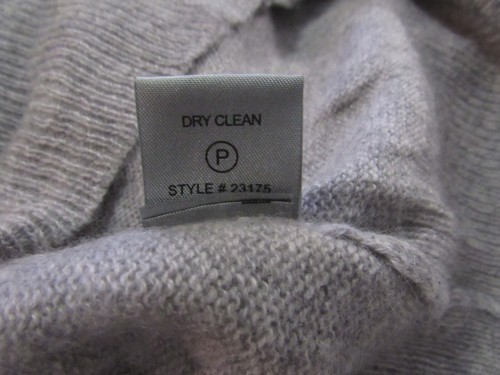 DRY CLEAN
P
STYLE # 23175